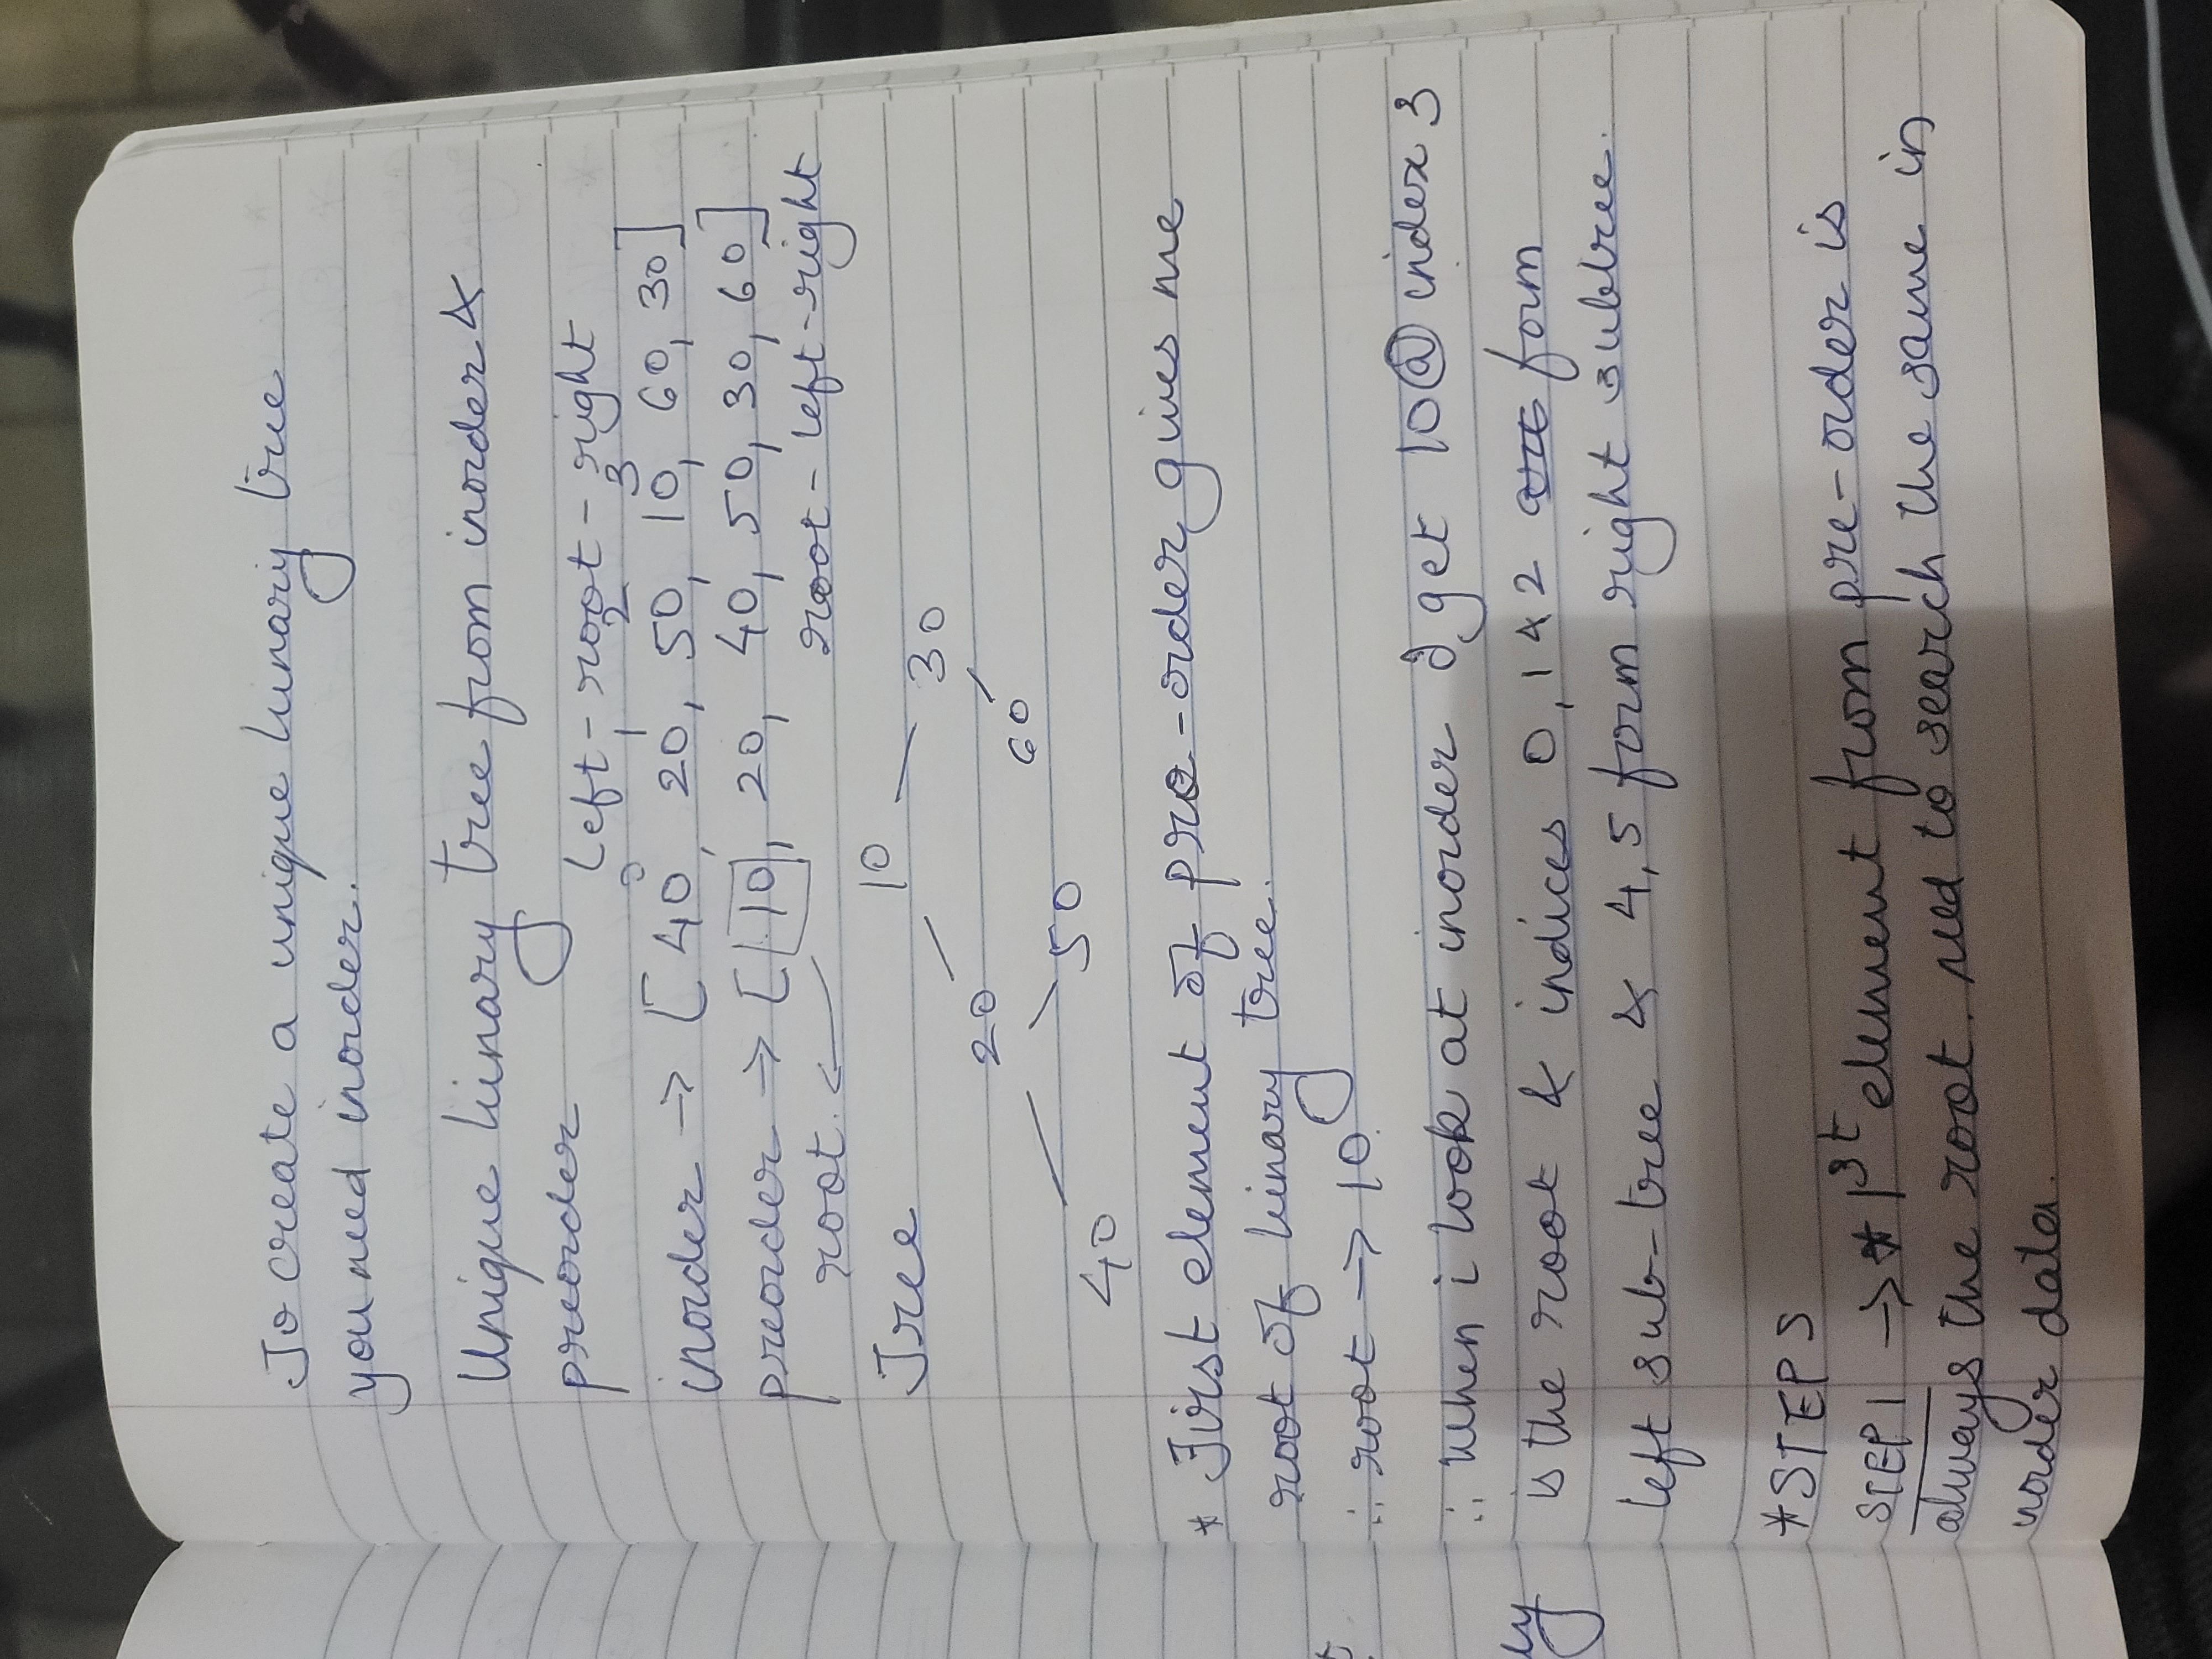 To create a unique binary tree
you need inorder.
Unique binary tree from inorder &
preorder
left - root - right
0 1 2 3
inorder → [40, 20, 50, 10, 60, 30]
preorder → [10, 20, 40, 50, 30, 60]
root. ← root - left - right
Tree 10
30
20
60
50
40
* First element of pre-order gives me
root of binary tree.
∴ root → 10
∴ When i look at inorder I get 10 @ index 3
is the root & indices 0, 1 & 2 are form
left sub-tree & 4, 5 form right subtree.
*STEPS
STEP1 → * 1st element from pre-order is
always the root. need to search the same in
inorder data.